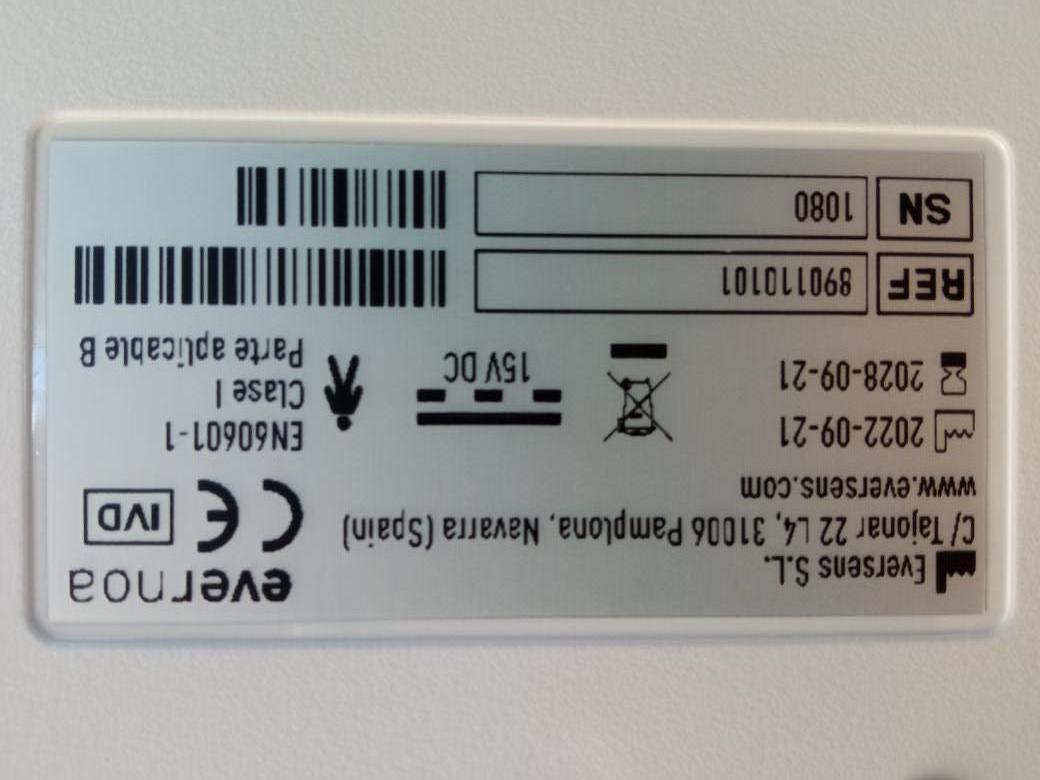 evernoa
Eversens S.L.
C/ Tajonar 22 L4, 31006 Pamplona, Navarra (Spain)
www.eversens.com
CE IVD
2022-09-21
2028-09-21
15V DC
EN60601-1
Clase I
Parte aplicable B
REF 890110101
SN 1080